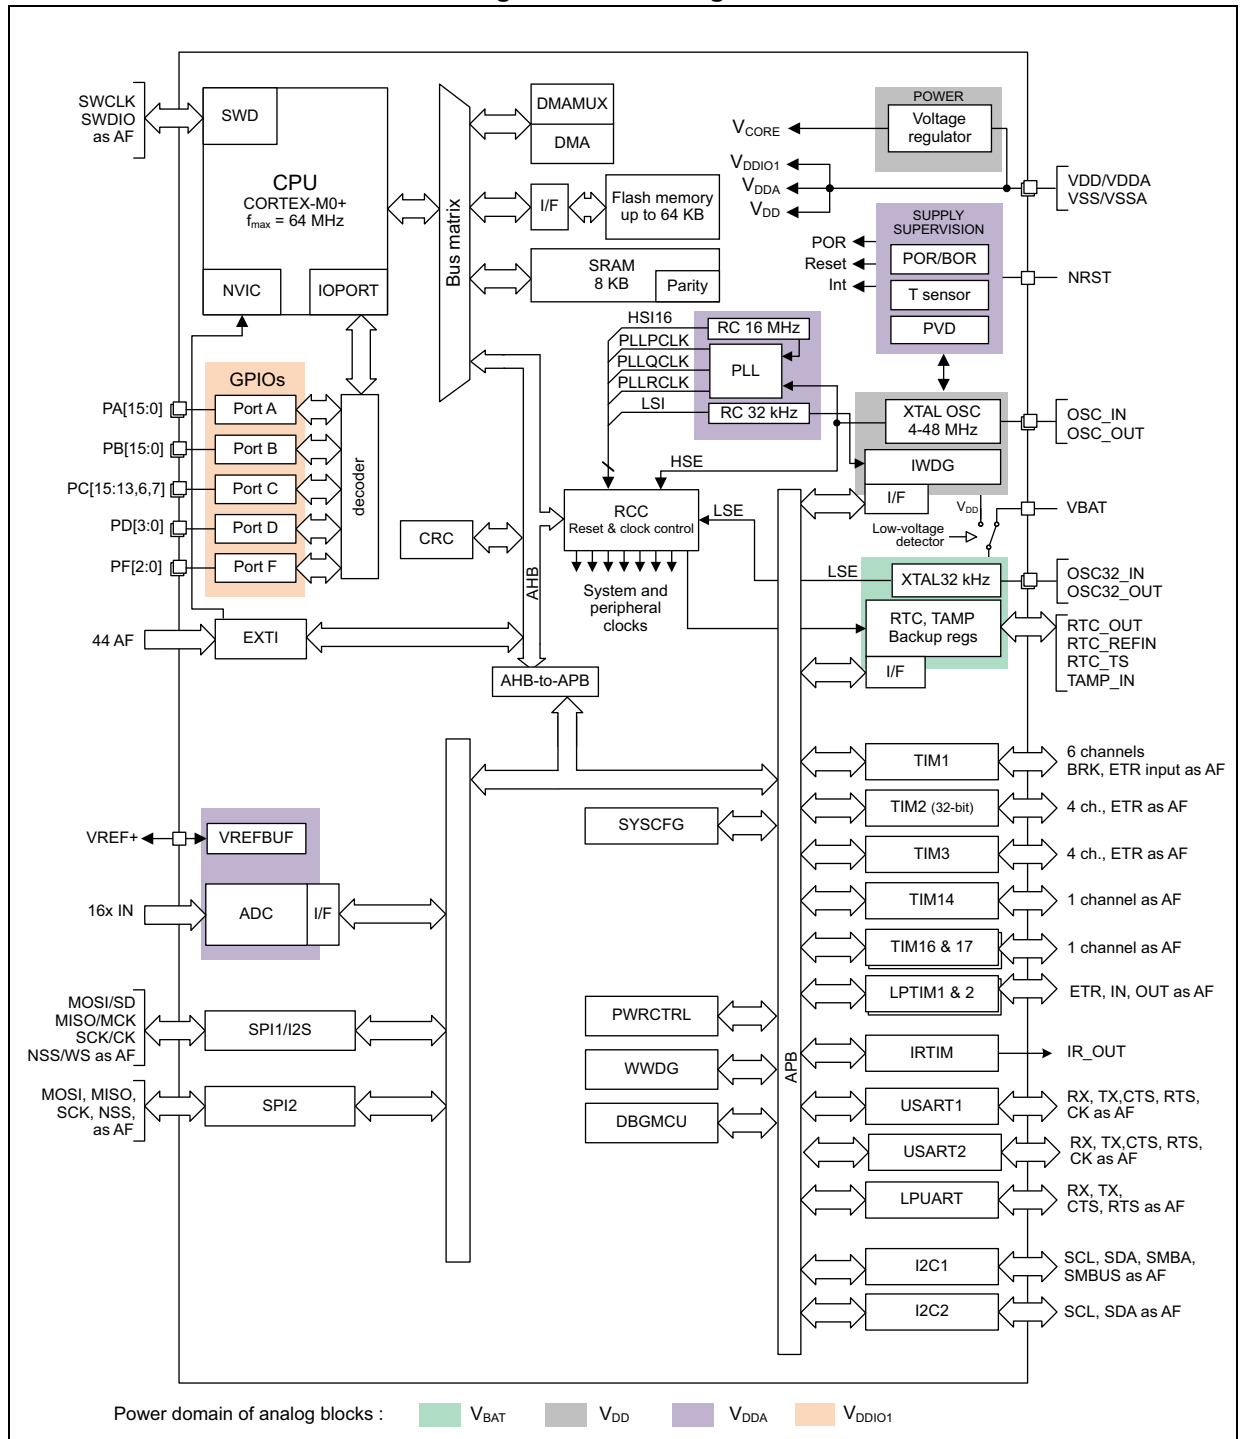 SWCLK
SWDIO
as AF
SWD
CPU
CORTEX-M0+
fmax = 64 MHz
NVIC
IOPORT
Bus matrix
DMAMUX
DMA
I/F
Flash memory
up to 64 KB
SRAM
8 KB
Parity
POWER
Voltage
regulator
VCORE
VDDIO1
VDDA
VDD
VDD/VDDA
VSS/VSSA
SUPPLY
SUPERVISION
POR/BOR
T sensor
PVD
POR
Reset
Int
NRST
HSI16
PLLPCLK
PLLQCLK
PLLRCLK
LSI
RC 16 MHz
PLL
RC 32 kHz
XTAL OSC
4-48 MHz
IWDG
I/F
OSC_IN
OSC_OUT
HSE
GPIOs
PA[15:0]
Port A
PB[15:0]
Port B
PC[15:13,6,7]
Port C
PD[3:0]
Port D
PF[2:0]
Port F
decoder
CRC
RCC
Reset & clock control
LSE
System and
peripheral
clocks
AHB
VDD
Low-voltage
detector
VBAT
LSE
XTAL32 kHz
OSC32_IN
OSC32_OUT
RTC, TAMP
Backup regs
I/F
RTC_OUT
RTC_REFIN
RTC_TS
TAMP_IN
44 AF
EXTI
AHB-to-APB
TIM1
6 channels
BRK, ETR input as AF
SYSCFG
TIM2 (32-bit)
4 ch., ETR as AF
VREF+
VREFBUF
TIM3
4 ch., ETR as AF
16x IN
ADC
I/F
TIM14
1 channel as AF
TIM16 & 17
1 channel as AF
LPTIM1 & 2
ETR, IN, OUT as AF
MOSI/SD
MISO/MCK
SCK/CK
NSS/WS as AF
SPI1/I2S
PWRCTRL
APB
IRTIM
IR_OUT
WWDG
MOSI, MISO,
SCK, NSS,
as AF
SPI2
DBGMCU
USART1
RX, TX,CTS, RTS,
CK as AF
USART2
RX, TX,CTS, RTS,
CK as AF
LPUART
RX, TX,
CTS, RTS as AF
I2C1
SCL, SDA, SMBA,
SMBUS as AF
I2C2
SCL, SDA as AF
Power domain of analog blocks :
VBAT
VDD
VDDA
VDDIO1